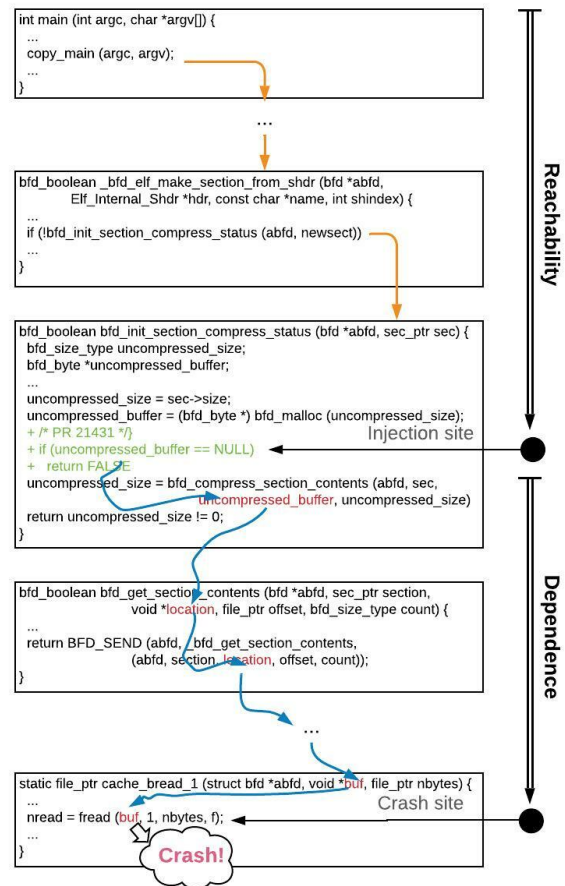 int main (int argc, char *argv[]) {
...
copy_main (argc, argv);
...
}
...
bfd_boolean _bfd_elf_make_section_from_shdr (bfd *abfd,
Elf_Internal_Shdr *hdr, const char *name, int shindex) {
...
if (!bfd_init_section_compress_status (abfd, newsect))
...
}
Reachability
bfd_boolean bfd_init_section_compress_status (bfd *abfd, sec_ptr sec) {
bfd_size_type uncompressed_size;
bfd_byte *uncompressed_buffer;
...
uncompressed_size = sec->size;
uncompressed_buffer = (bfd_byte *) bfd_malloc (uncompressed_size);
+ /* PR 21431 */}
+ if (uncompressed_buffer == NULL)
Injection site
+ return FALSE
uncompressed_size = bfd_compress_section_contents (abfd, sec,
uncompressed_buffer, uncompressed_size)
return uncompressed_size != 0;
}
bfd_boolean bfd_get_section_contents (bfd *abfd, sec_ptr section,
void *location, file_ptr offset, bfd_size_type count) {
...
return BFD_SEND (abfd, _bfd_get_section_contents,
(abfd, section, location, offset, count));
}
Dependence
...
static file_ptr cache_bread_1 (struct bfd *abfd, void *buf, file_ptr nbytes) {
...
Crash site
nread = fread (buf, 1, nbytes, f);
...
}
Crash!